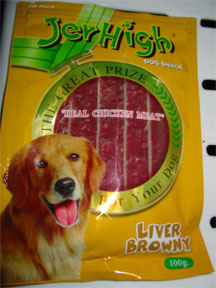 JerHigh
DOG SNACK
THE GREAT PRIZE
"REAL CHICKEN MEAT"
For Your Dog
LIVER
BROWNY
100g.